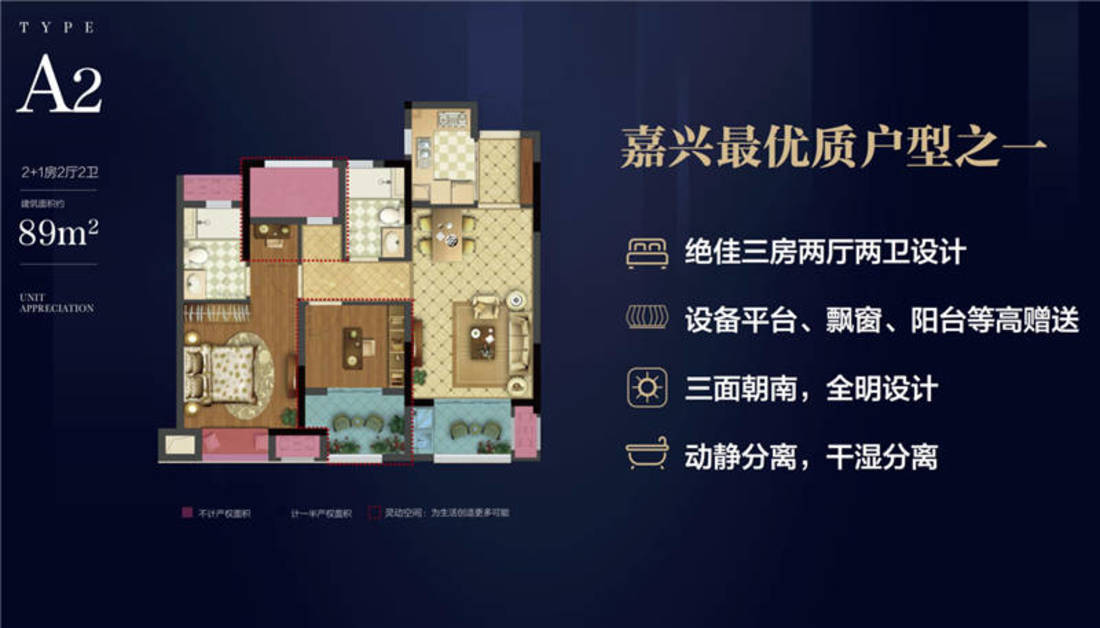 TYPE
A2
2+1房2厅2卫
建筑面积约
89m²
UNIT
APPRECIATION
嘉兴最优质户型之一
绝佳三房两厅两卫设计
设备平台、飘窗、阳台等高赠送
三面朝南，全明设计
动静分离，干湿分离
不计产权面积
计一半产权面积
灵动空间：为生活创造更多可能